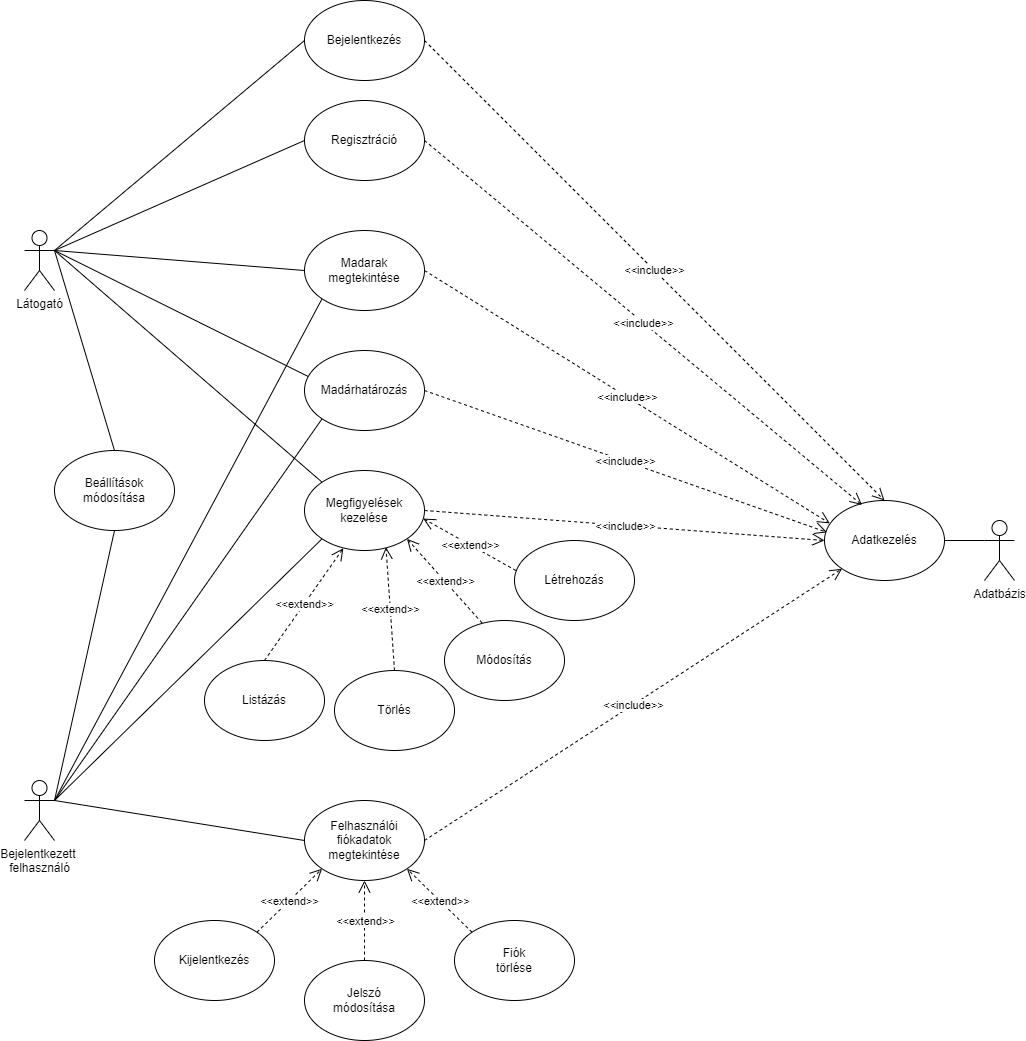 Bejelentkezés
Regisztráció
Látogató
Madarak
megtekintése
<<include>>
<<include>>
Madárhatározás
<<include>>
<<include>>
Beállítások
módosítása
Megfigyelések
kezelése
<<include>>
Adatkezelés
Adatbázis
<<extend>>
Létrehozás
<<extend>>
<<extend>>
<<extend>>
Módosítás
Listázás
Törlés
<<include>>
Bejelentkezett
felhasználó
Felhasználói
fiókadatok
megtekintése
<<extend>>
<<extend>>
<<extend>>
Kijelentkezés
Fiók
törlése
Jelszó
módosítása